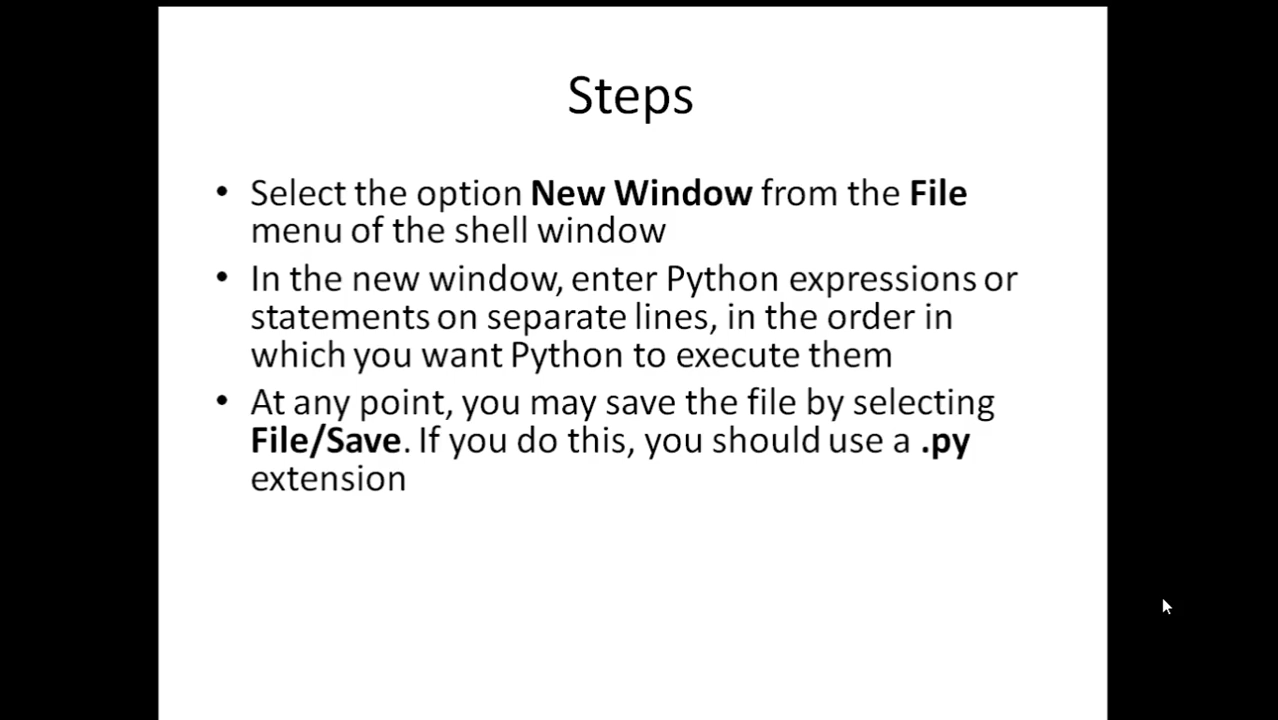 Steps
• Select the option New Window from the File
menu of the shell window
• In the new window, enter Python expressions or
statements on separate lines, in the order in
which you want Python to execute them
• At any point, you may save the file by selecting
File/Save. If you do this, you should use a .py
extension